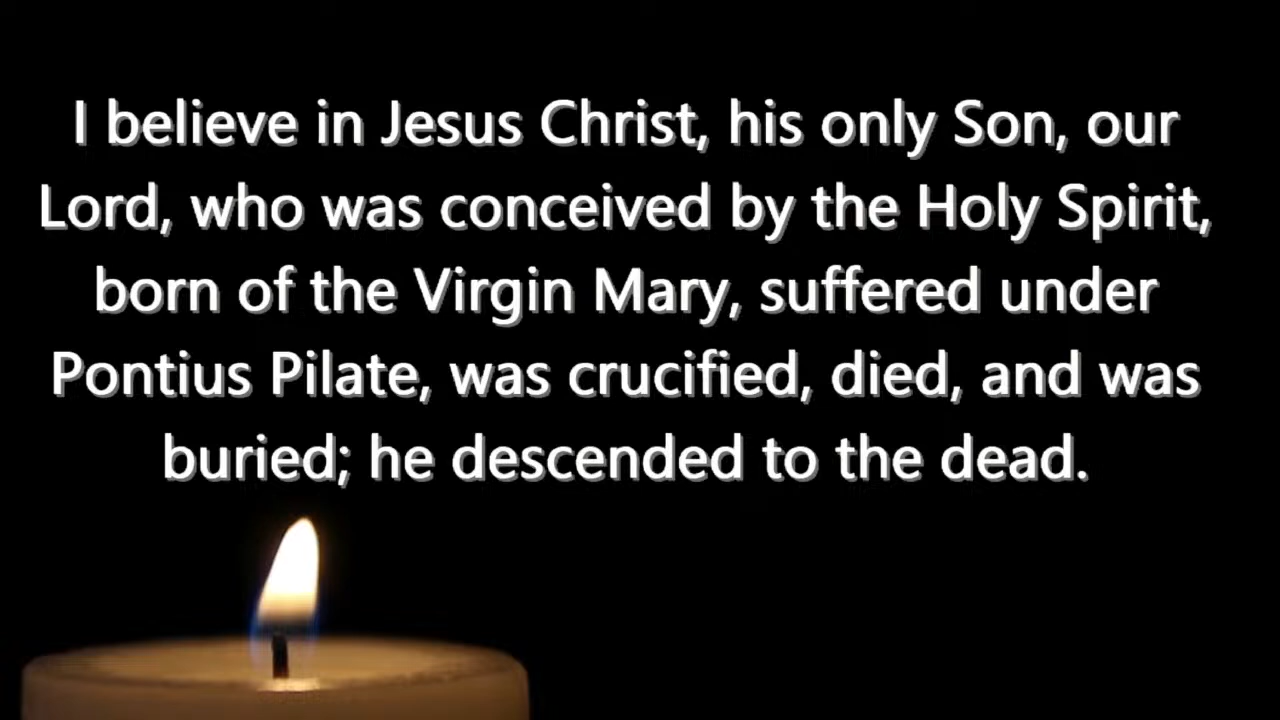 I believe in Jesus Christ, his only Son, our
Lord, who was conceived by the Holy Spirit,
born of the Virgin Mary, suffered under
Pontius Pilate, was crucified, died, and was
buried; he descended to the dead.